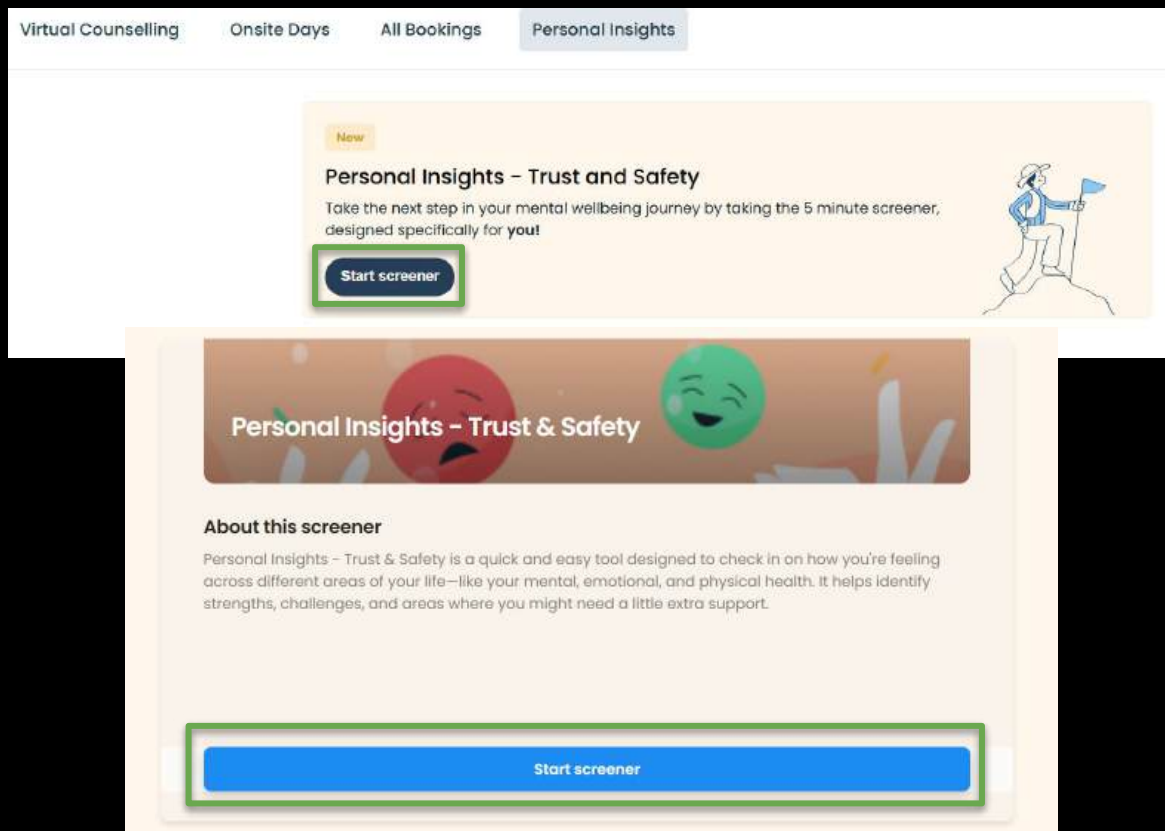 Virtual Counselling Onsite Days All Bookings Personal Insights
New
Personal Insights - Trust and Safety
Take the next step in your mental wellbeing journey by taking the 5 minute screener,
designed specifically for you!
Start screener
Personal Insights - Trust & Safety
About this screener
Personal Insights - Trust & Safety is a quick and easy tool designed to check in on how you're feeling
across different areas of your life—like your mental, emotional, and physical health. It helps identify
strengths, challenges, and areas where you might need a little extra support.
Start screener